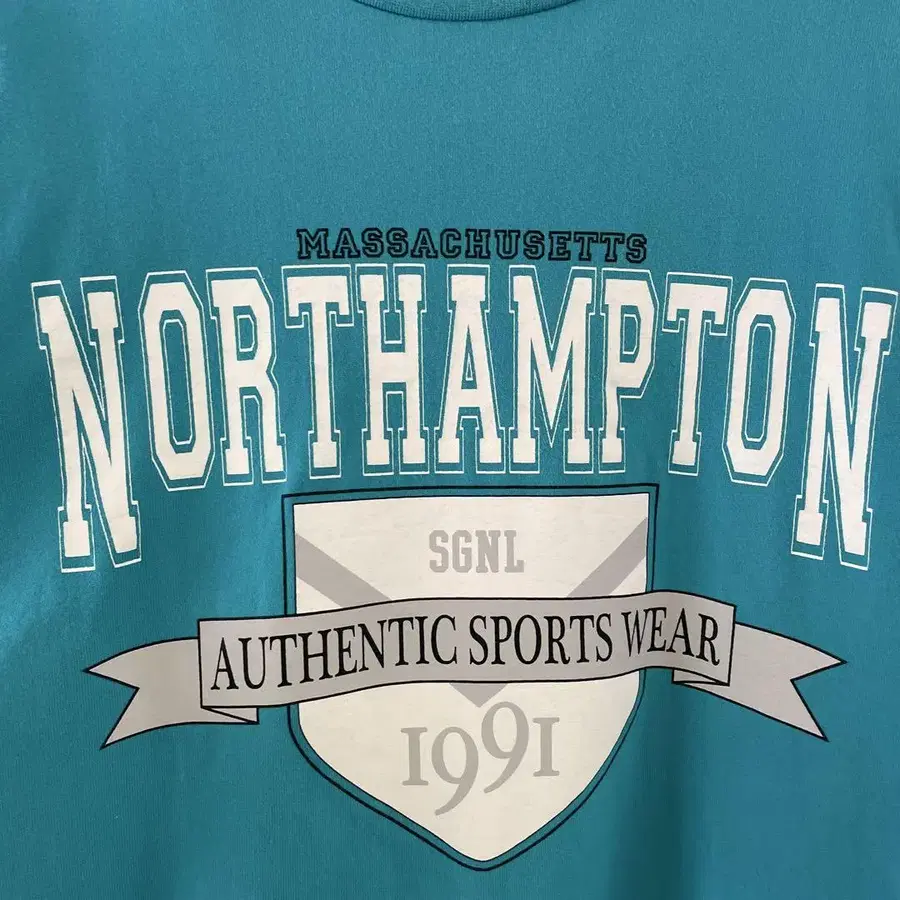 MASSACHUSETTS
NORTHAMPTON
SGNL
AUTHENTIC SPORTS WEAR
1991